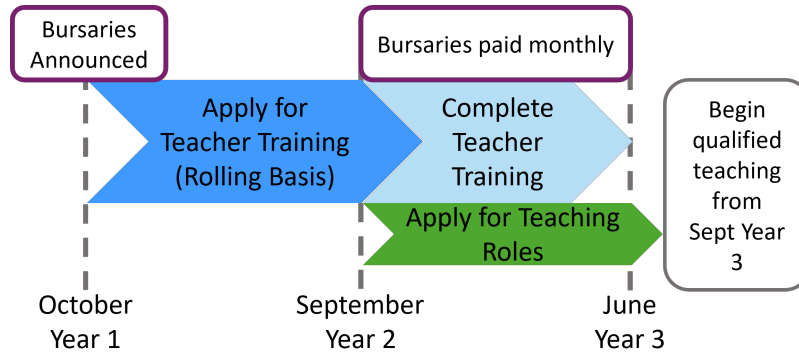 Bursaries
Announced
Bursaries paid monthly
Apply for
Teacher Training
(Rolling Basis)
Complete
Teacher
Training
Apply for Teaching
Roles
Begin
qualified
teaching
from
Sept Year
3
October
Year 1
September
Year 2
June
Year 3